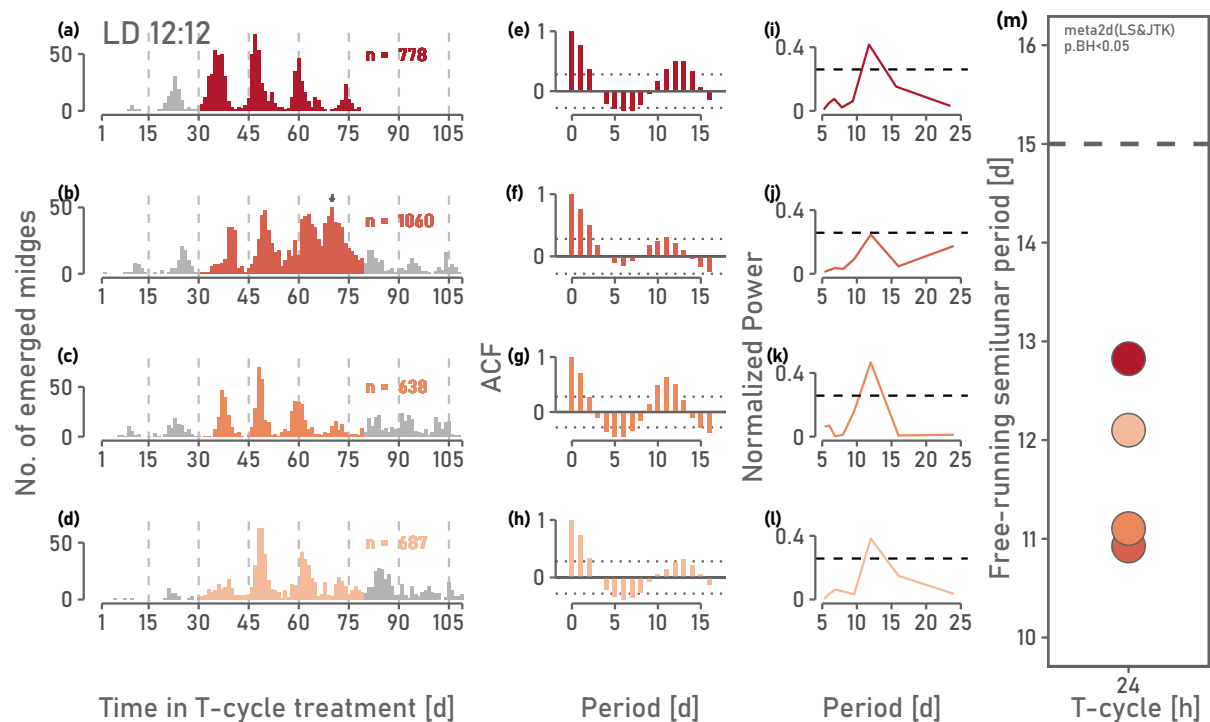 (a)
LD 12:12
n = 778
50
0
1 15 30 45 60 75 90 105
(b)
n = 1060
50
0
1 15 30 45 60 75 90 105
(c)
n = 638
50
0
1 15 30 45 60 75 90 105
(d)
n = 687
50
0
1 15 30 45 60 75 90 105
No. of emerged midges
Time in T-cycle treatment [d]
(e)
1
0
0 5 10 15
(f)
1
0
0 5 10 15
(g)
1
0
0 5 10 15
(h)
1
0
0 5 10 15
ACF
Period [d]
(i)
0.4
0
5 10 15 20 25
(j)
0.4
0
5 10 15 20 25
(k)
0.4
0
5 10 15 20 25
(l)
0.4
0
5 10 15 20 25
Normalized Power
Period [d]
(m)
meta2d(LS&JTK)
p.BH<0.05
16
15
14
13
12
11
10
Free-running semilunar period [d]
24
T-cycle [h]